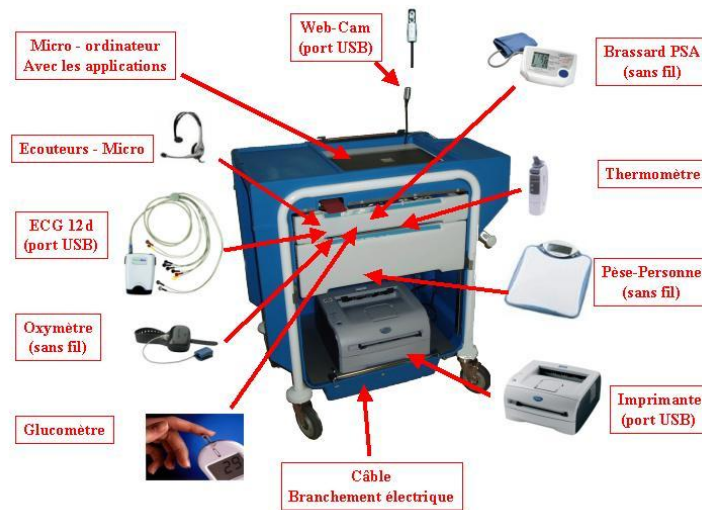 Micro - ordinateur
Avec les applications
Web-Cam
(port USB)
Brassard PSA
(sans fil)
Ecouteurs - Micro
Thermomètre
ECG 12d
(port USB)
Pèse-Personne
(sans fil)
Oxymètre
(sans fil)
Glucomètre
Imprimante
(port USB)
Câble
Branchement électrique